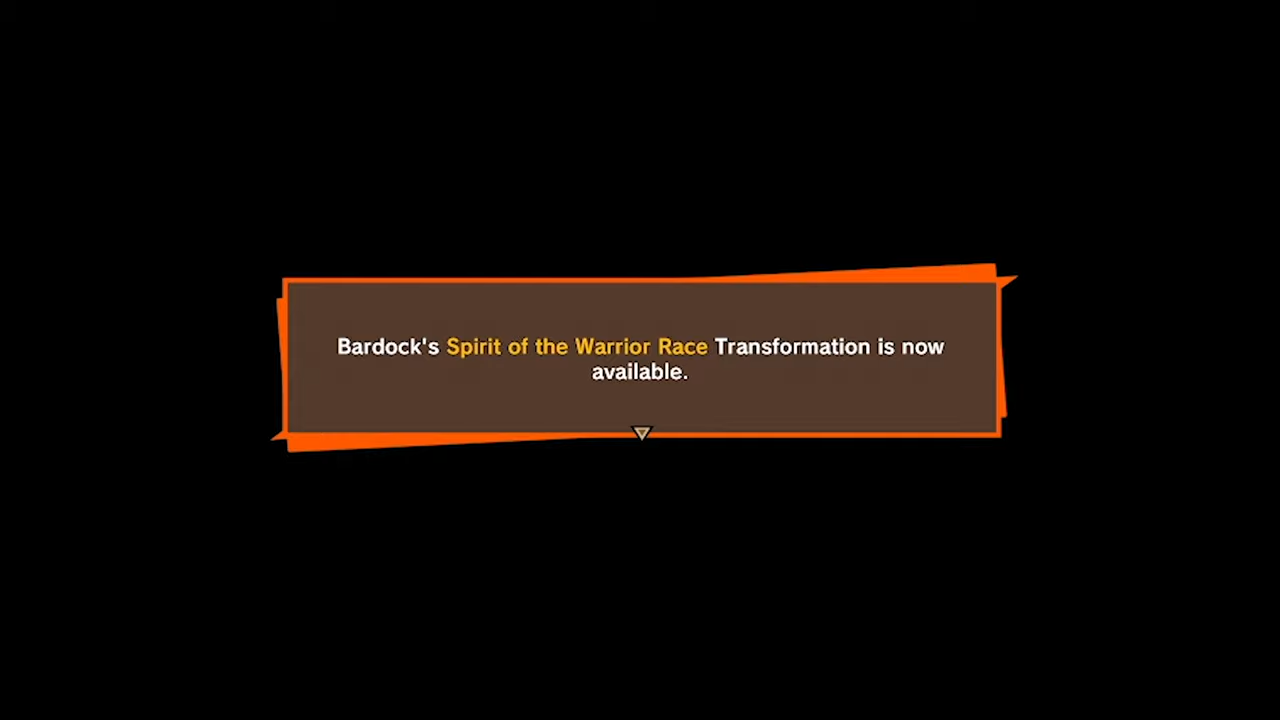 Bardock's Spirit of the Warrior Race Transformation is now
available.